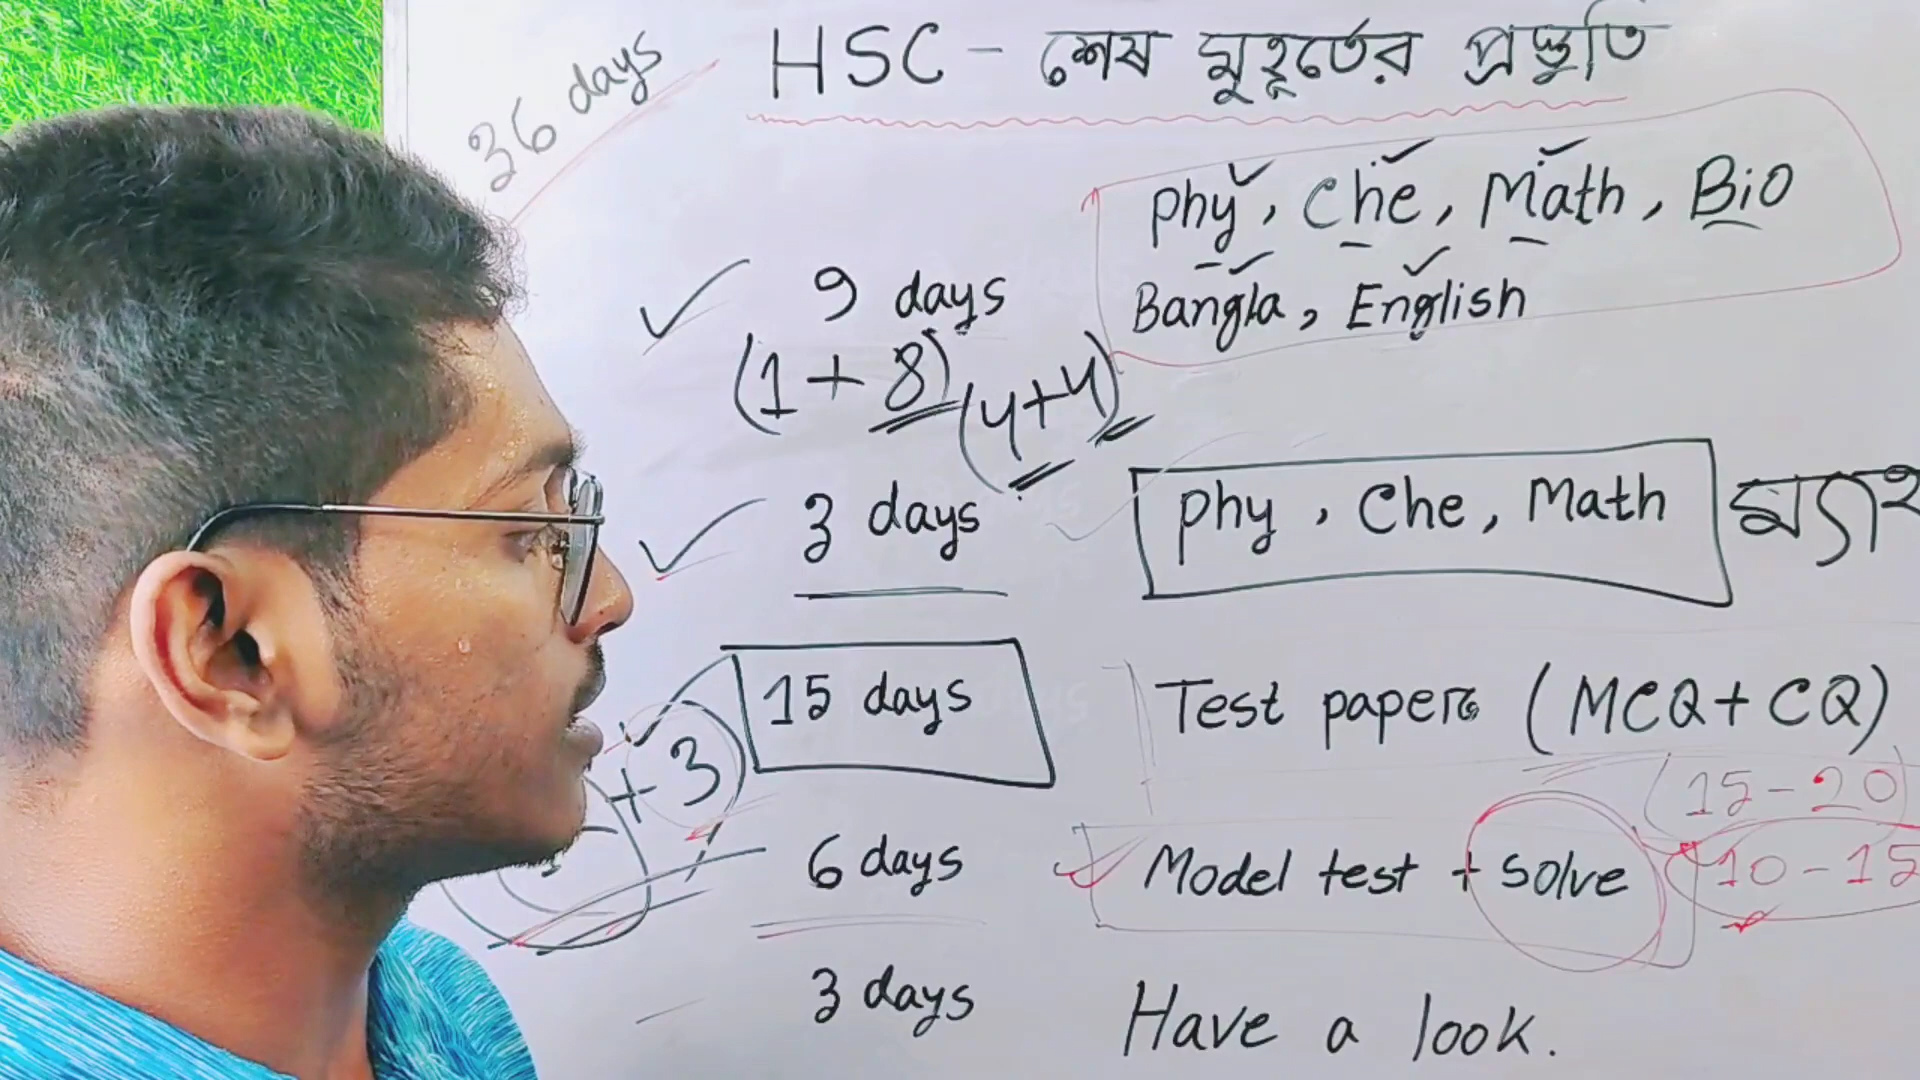 HSC - শেষ মুহূর্তের প্রস্তুতি
36 days
Phy, Che, Math, Bio
Bangla, English
9 days
(1 + 8) (4+4)
3 days
Phy, Che, Math
15 days
Test papers (MCQ + CQ)
+ 3
(15 - 20)
6 days
Model test + solve
10 - 15
3 days
Have a look.